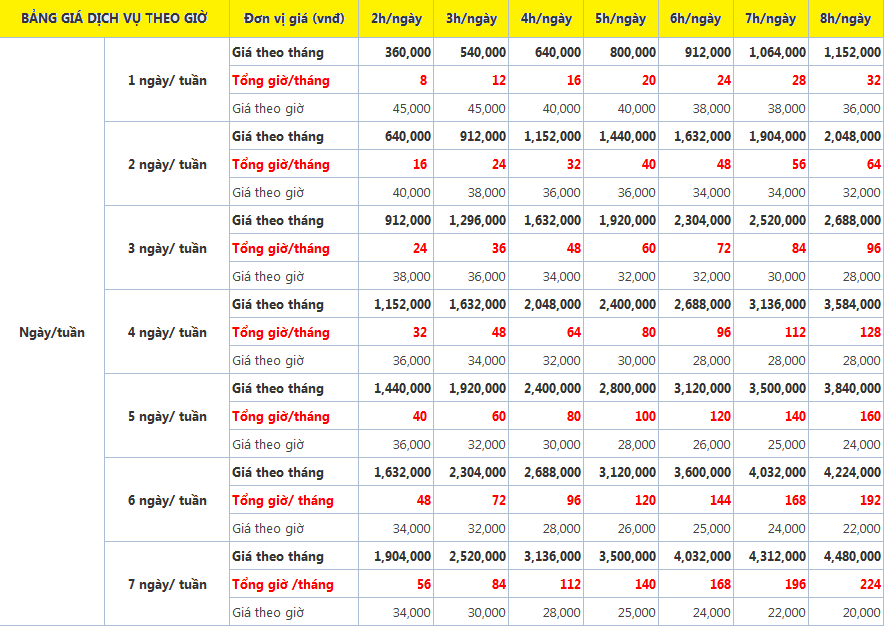 BẢNG GIÁ DỊCH VỤ THEO GIỜ Đơn vị giá (vnđ) 2h/ngày 3h/ngày 4h/ngày 5h/ngày 6h/ngày 7h/ngày 8h/ngày
Giá theo tháng 360,000 540,000 640,000 800,000 912,000 1,064,000 1,152,000
1 ngày/ tuần Tổng giờ/tháng 8 12 16 20 24 28 32
Giá theo giờ 45,000 45,000 40,000 40,000 38,000 38,000 36,000
Giá theo tháng 640,000 912,000 1,152,000 1,440,000 1,632,000 1,904,000 2,048,000
2 ngày/ tuần Tổng giờ/tháng 16 24 32 40 48 56 64
Giá theo giờ 40,000 38,000 36,000 36,000 34,000 34,000 32,000
Giá theo tháng 912,000 1,296,000 1,632,000 1,920,000 2,304,000 2,520,000 2,688,000
3 ngày/ tuần Tổng giờ/tháng 24 36 48 60 72 84 96
Giá theo giờ 38,000 36,000 34,000 32,000 32,000 30,000 28,000
Giá theo tháng 1,152,000 1,632,000 2,048,000 2,400,000 2,688,000 3,136,000 3,584,000
Ngày/tuần 4 ngày/ tuần Tổng giờ/tháng 32 48 64 80 96 112 128
Giá theo giờ 36,000 34,000 32,000 30,000 28,000 28,000 28,000
Giá theo tháng 1,440,000 1,920,000 2,400,000 2,800,000 3,120,000 3,500,000 3,840,000
5 ngày/ tuần Tổng giờ/tháng 40 60 80 100 120 140 160
Giá theo giờ 36,000 32,000 30,000 28,000 26,000 25,000 24,000
Giá theo tháng 1,632,000 2,304,000 2,688,000 3,120,000 3,600,000 4,032,000 4,224,000
6 ngày/ tuần Tổng giờ/ tháng 48 72 96 120 144 168 192
Giá theo giờ 34,000 32,000 28,000 26,000 25,000 24,000 22,000
Giá theo tháng 1,904,000 2,520,000 3,136,000 3,500,000 4,032,000 4,312,000 4,480,000
7 ngày/ tuần Tổng giờ /tháng 56 84 112 140 168 196 224
Giá theo giờ 34,000 30,000 28,000 25,000 24,000 22,000 20,000